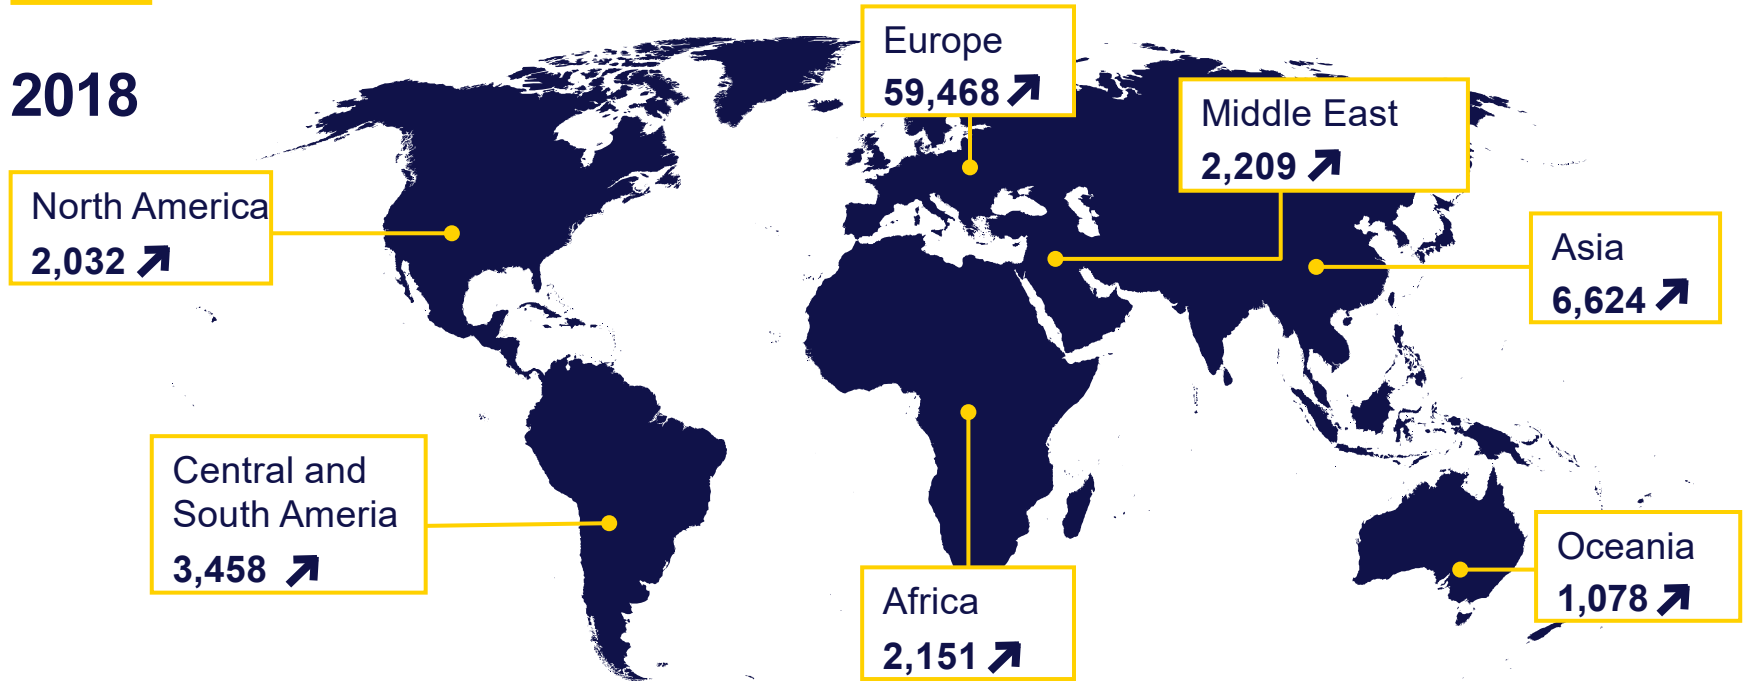 2018
Europe
59,468
Middle East
2,209
North America
2,032
Asia
6,624
Central and
South Ameria
3,458
Africa
2,151
Oceania
1,078